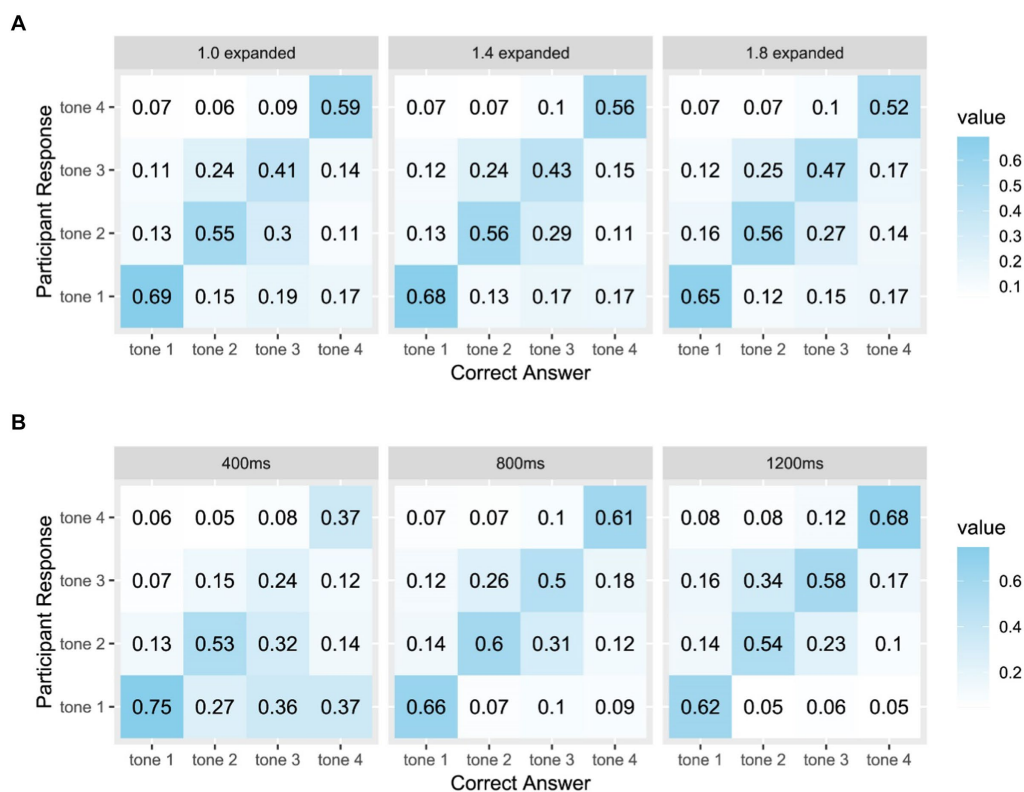 A
1.0 expanded 1.4 expanded 1.8 expanded
Participant Response
tone 4 0.07 0.06 0.09 0.59 0.07 0.07 0.1 0.56 0.07 0.07 0.1 0.52
tone 3 0.11 0.24 0.41 0.14 0.12 0.24 0.43 0.15 0.12 0.25 0.47 0.17
tone 2 0.13 0.55 0.3 0.11 0.13 0.56 0.29 0.11 0.16 0.56 0.27 0.14
tone 1 0.69 0.15 0.19 0.17 0.68 0.13 0.17 0.17 0.65 0.12 0.15 0.17
tone 1 tone 2 tone 3 tone 4 tone 1 tone 2 tone 3 tone 4 tone 1 tone 2 tone 3 tone 4
Correct Answer
value
0.6
0.5
0.4
0.3
0.2
0.1
B
400ms 800ms 1200ms
Participant Response
tone 4 0.06 0.05 0.08 0.37 0.07 0.07 0.1 0.61 0.08 0.08 0.12 0.68
tone 3 0.07 0.15 0.24 0.12 0.12 0.26 0.5 0.18 0.16 0.34 0.58 0.17
tone 2 0.13 0.53 0.32 0.14 0.14 0.6 0.31 0.12 0.14 0.54 0.23 0.1
tone 1 0.75 0.27 0.36 0.37 0.66 0.07 0.1 0.09 0.62 0.05 0.06 0.05
tone 1 tone 2 tone 3 tone 4 tone 1 tone 2 tone 3 tone 4 tone 1 tone 2 tone 3 tone 4
Correct Answer
value
0.6
0.4
0.2